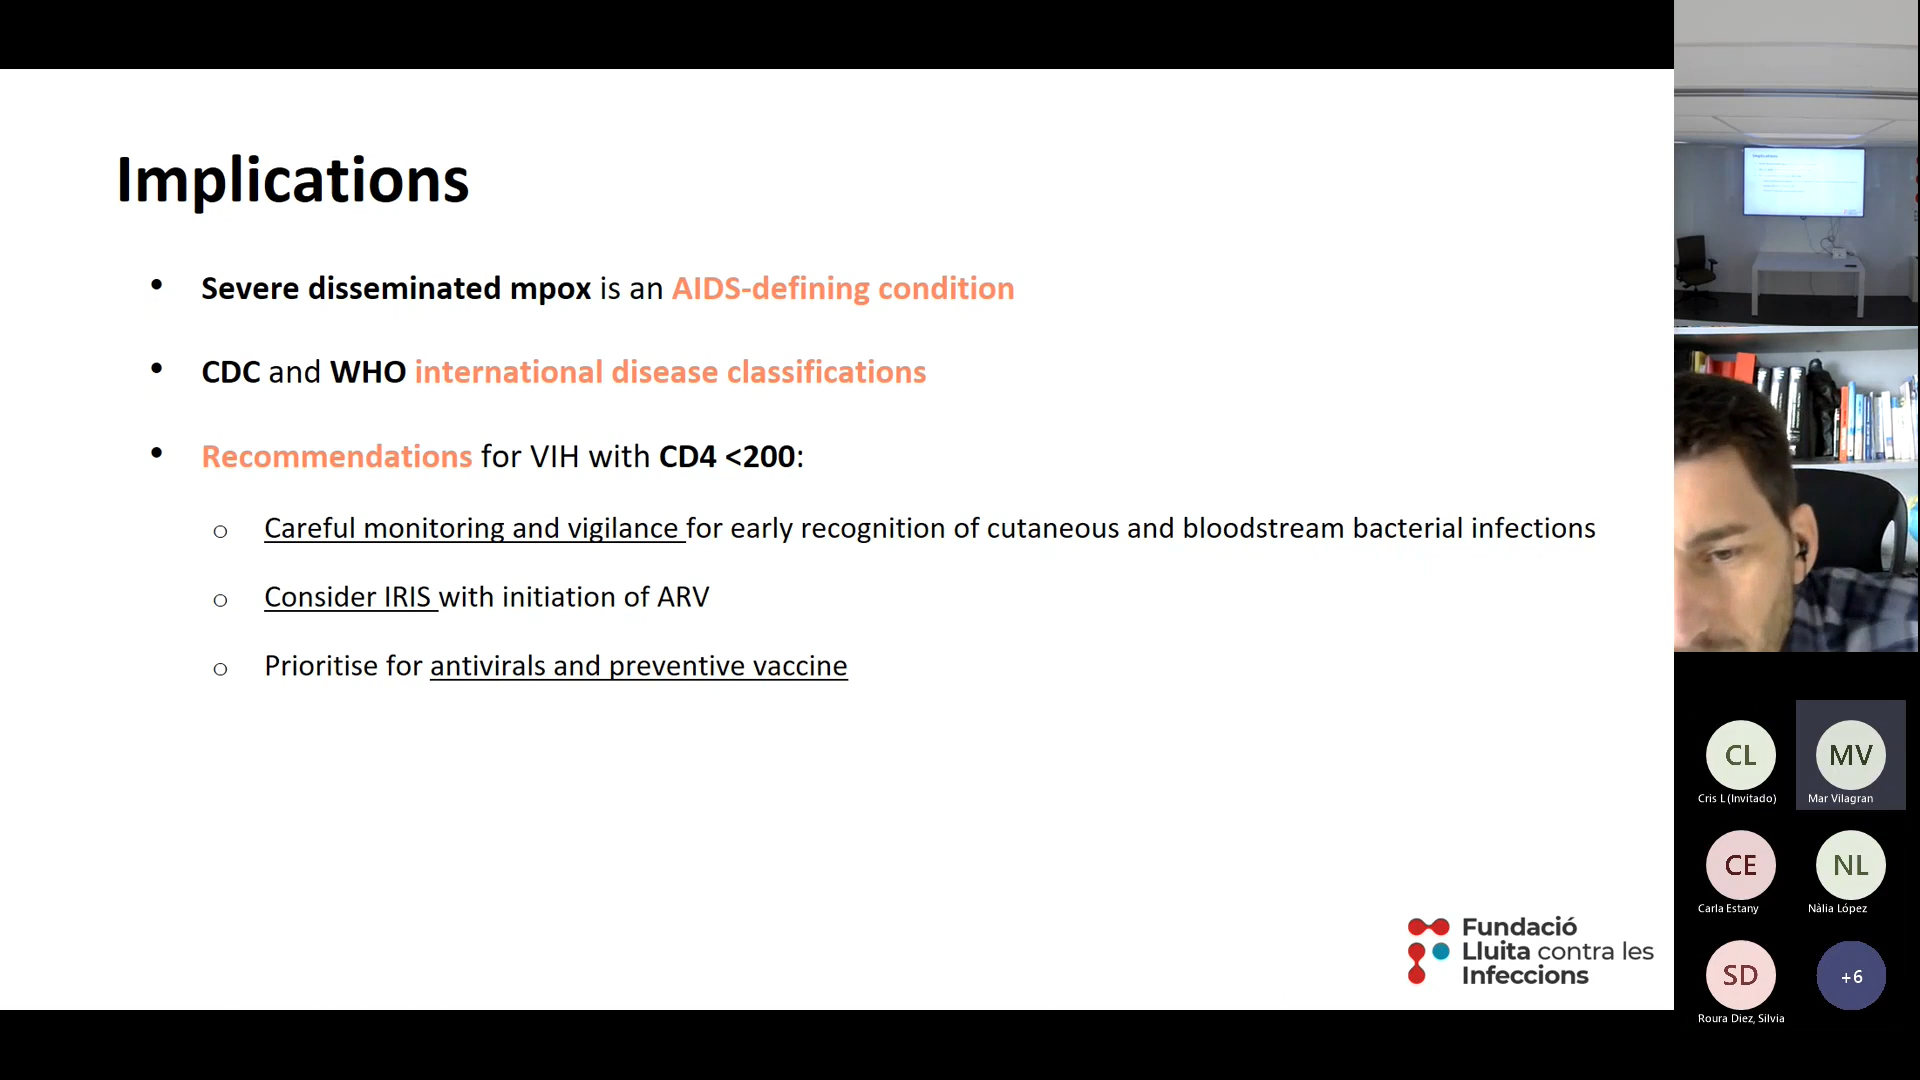 Implications
• Severe disseminated mpox is an AIDS-defining condition
• CDC and WHO international disease classifications
• Recommendations for VIH with CD4 <200:
o Careful monitoring and vigilance for early recognition of cutaneous and bloodstream bacterial infections
o Consider IRIS with initiation of ARV
o Prioritise for antivirals and preventive vaccine
Fundació
Lluita contra les
Infeccions
CL
Cris L (Invitado)
MV
Mar Vilagran
CE
Carla Estany
NL
Nàlia López
SD
Roura Diez, Silvia
+6